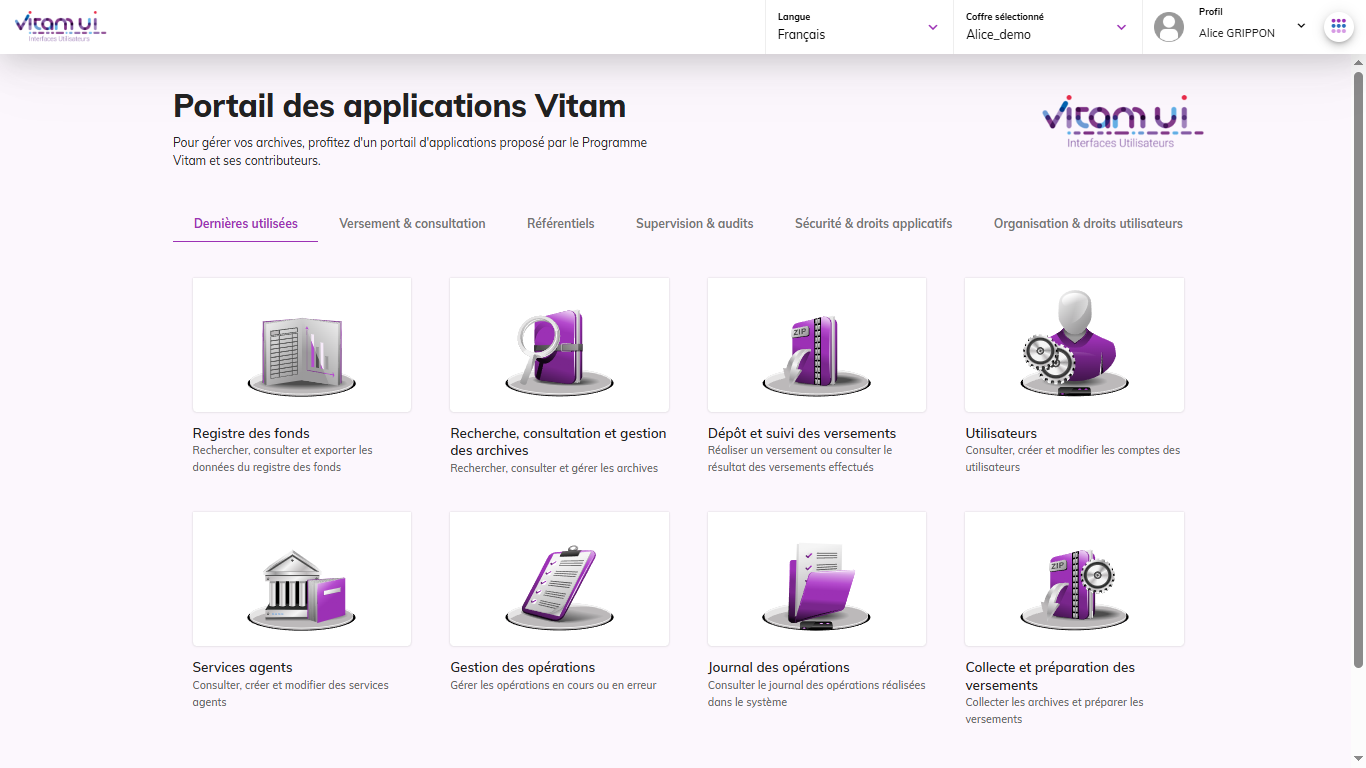 vitam ui
Interfaces Utilisateurs
Langue
Français
Coffre sélectionné
Alice_demo
Profil
Alice GRIPPON
Portail des applications Vitam
Pour gérer vos archives, profitez d'un portail d'applications proposé par le Programme
Vitam et ses contributeurs.
vitam ui
Interfaces Utilisateurs
Dernières utilisées
Versement & consultation
Référentiels
Supervision & audits
Sécurité & droits applicatifs
Organisation & droits utilisateurs
ZIP
Registre des fonds
Rechercher, consulter et exporter les
données du registre des fonds
Recherche, consultation et gestion
des archives
Rechercher, consulter et gérer les archives
Dépôt et suivi des versements
Réaliser un versement ou consulter le
résultat des versements effectués
Utilisateurs
Consulter, créer et modifier les comptes des
utilisateurs
ZIP
Services agents
Consulter, créer et modifier des services
agents
Gestion des opérations
Gérer les opérations en cours ou en erreur
Journal des opérations
Consulter le journal des opérations réalisées
dans le système
Collecte et préparation des
versements
Collecter les archives et préparer les
versements